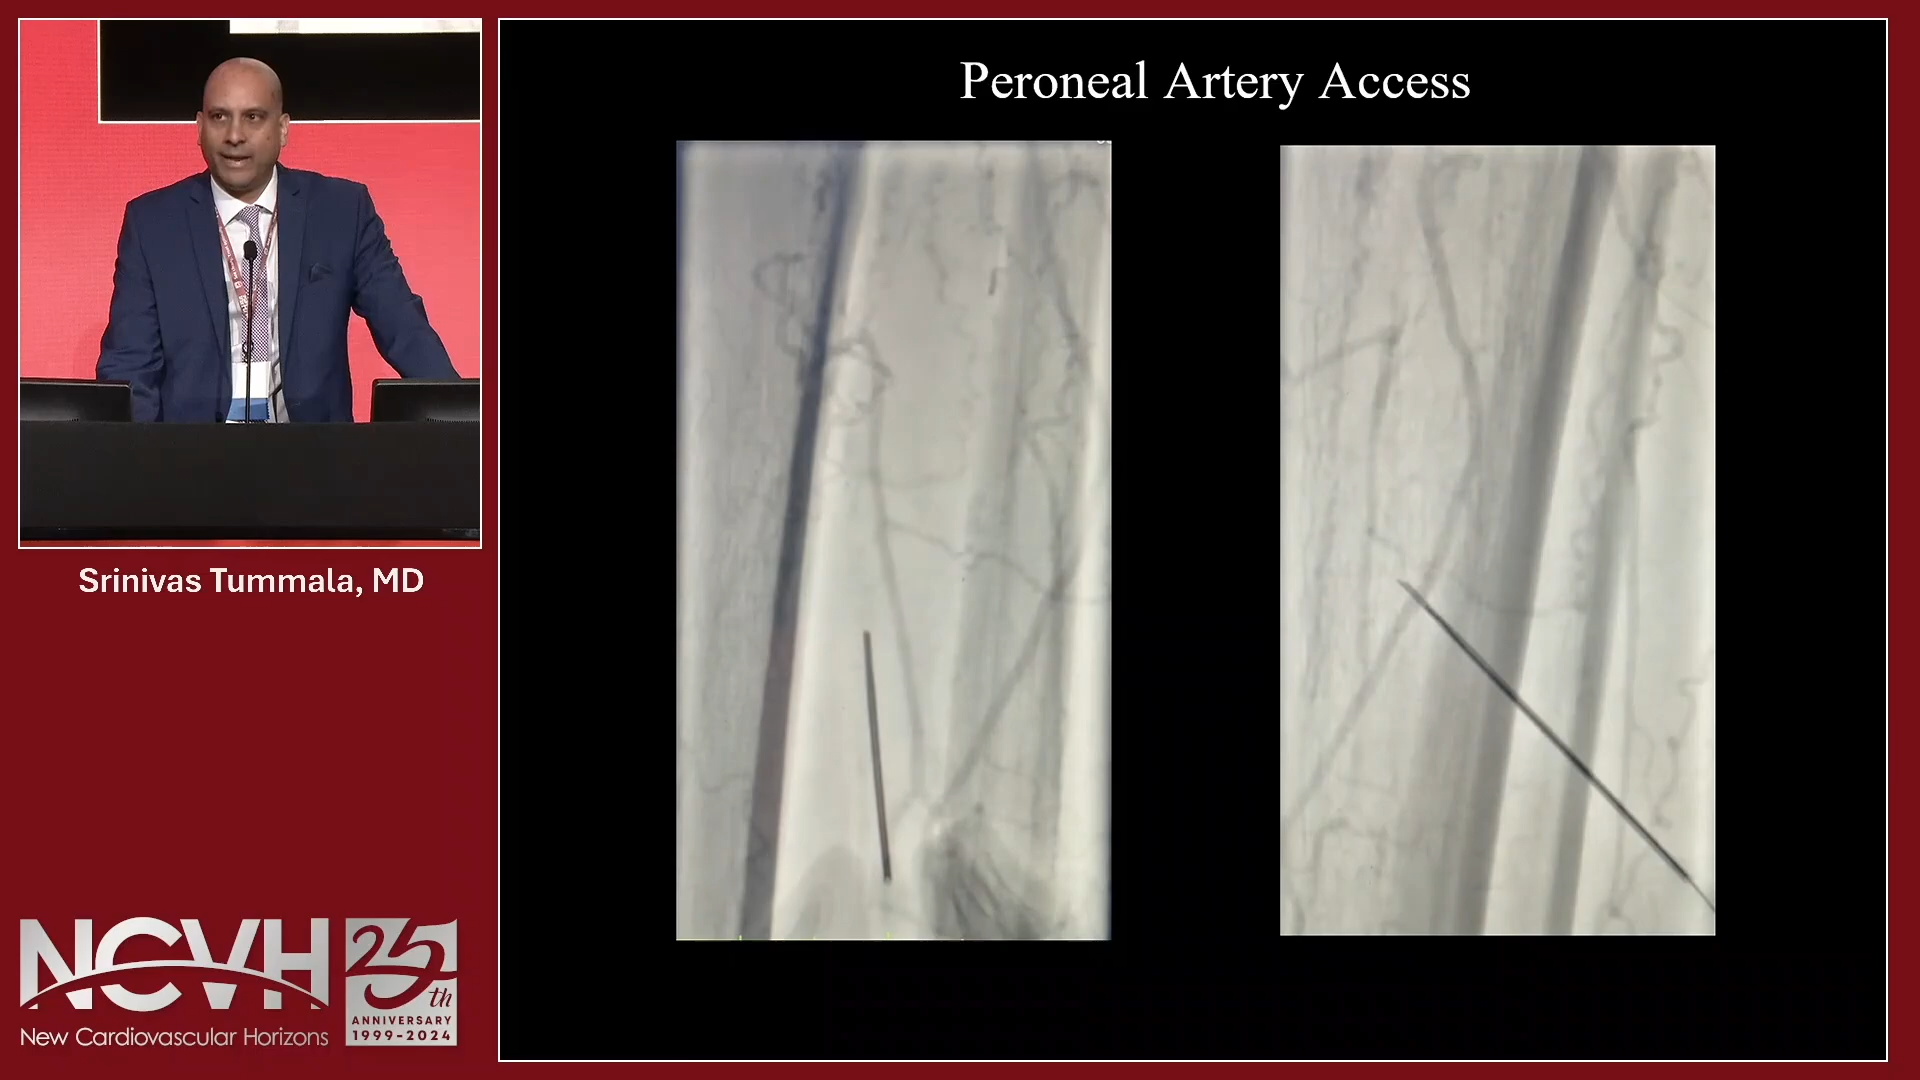 Peroneal Artery Access
Srinivas Tummala, MD
NCVH
New Cardiovascular Horizons
25th
ANNIVERSARY
1999-2024